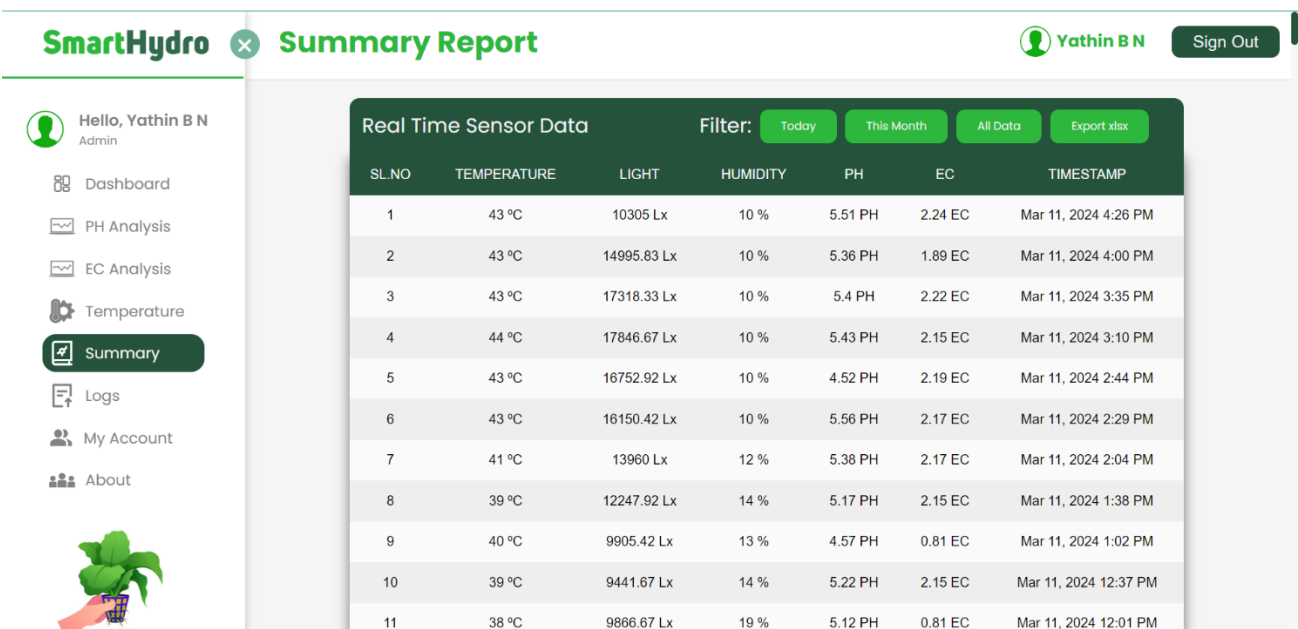 SmartHydro
Summary Report
Yathin B N
Sign Out
Hello, Yathin B N
Admin
Dashboard
PH Analysis
EC Analysis
Temperature
Summary
Logs
My Account
About
Real Time Sensor Data Filter: Today This Month All Data Export xlsx
SL.NO TEMPERATURE LIGHT HUMIDITY PH EC TIMESTAMP
1 43 ºC 10305 Lx 10 % 5.51 PH 2.24 EC Mar 11, 2024 4:26 PM
2 43 ºC 14995.83 Lx 10 % 5.36 PH 1.89 EC Mar 11, 2024 4:00 PM
3 43 ºC 17318.33 Lx 10 % 5.4 PH 2.22 EC Mar 11, 2024 3:35 PM
4 44 ºC 17846.67 Lx 10 % 5.43 PH 2.15 EC Mar 11, 2024 3:10 PM
5 43 ºC 16752.92 Lx 10 % 4.52 PH 2.19 EC Mar 11, 2024 2:44 PM
6 43 ºC 16150.42 Lx 10 % 5.56 PH 2.17 EC Mar 11, 2024 2:29 PM
7 41 ºC 13960 Lx 12 % 5.38 PH 2.17 EC Mar 11, 2024 2:04 PM
8 39 ºC 12247.92 Lx 14 % 5.17 PH 2.15 EC Mar 11, 2024 1:38 PM
9 40 ºC 9905.42 Lx 13 % 4.57 PH 0.81 EC Mar 11, 2024 1:02 PM
10 39 ºC 9441.67 Lx 14 % 5.22 PH 2.15 EC Mar 11, 2024 12:37 PM
11 38 ºC 9866.67 Lx 19 % 5.12 PH 0.81 EC Mar 11, 2024 12:01 PM